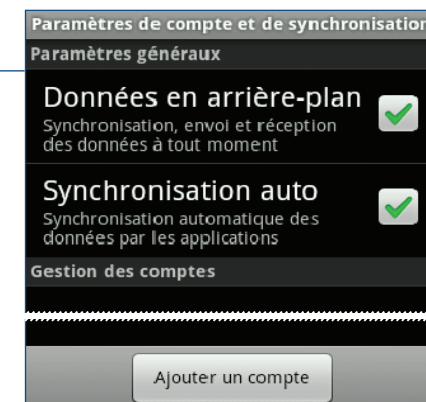 Paramètres de compte et de synchronisation
Paramètres généraux
Données en arrière-plan
Synchronisation, envoi et réception
des données à tout moment
Synchronisation auto
Synchronisation automatique des
données par les applications
Gestion des comptes
Ajouter un compte